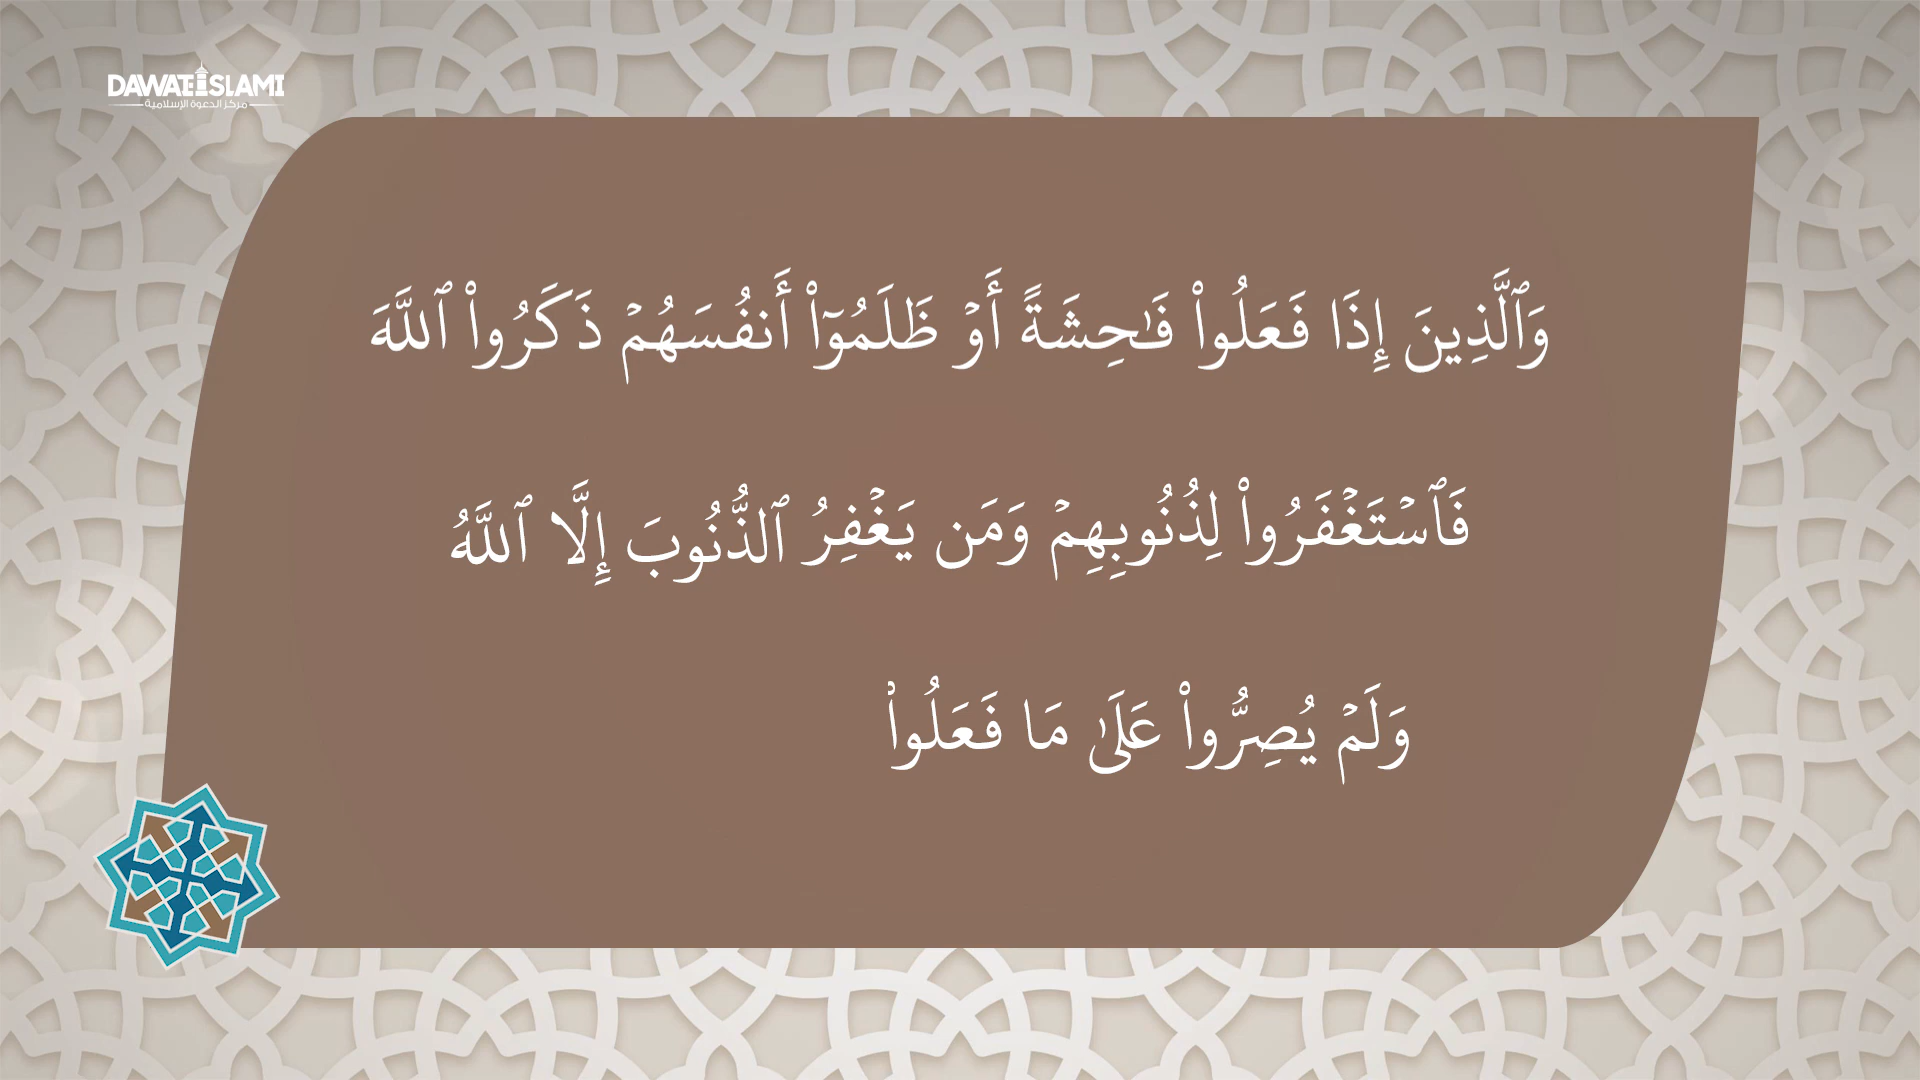 DAWATEISLAMI
مركز الدعوة الإسلامية
وَٱلَّذِينَ إِذَا فَعَلُوا۟ فَـٰحِشَةً أَوۡ ظَلَمُوٓا۟ أَنفُسَهُمۡ ذَكَرُوا۟ ٱللَّهَ
فَٱسۡتَغۡفَرُوا۟ لِذُنُوبِهِمۡ وَمَن يَغۡفِرُ ٱلذُّنُوبَ إِلَّا ٱللَّهُ
وَلَمۡ يُصِرُّوا۟ عَلَىٰ مَا فَعَلُوا۟